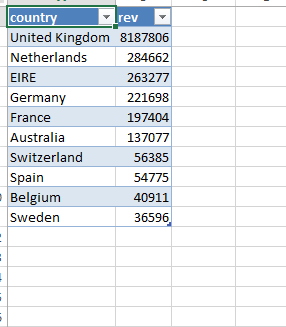 country rev
United Kingdom 8187806
Netherlands 284662
EIRE 263277
Germany 221698
France 197404
Australia 137077
Switzerland 56385
Spain 54775
Belgium 40911
Sweden 36596